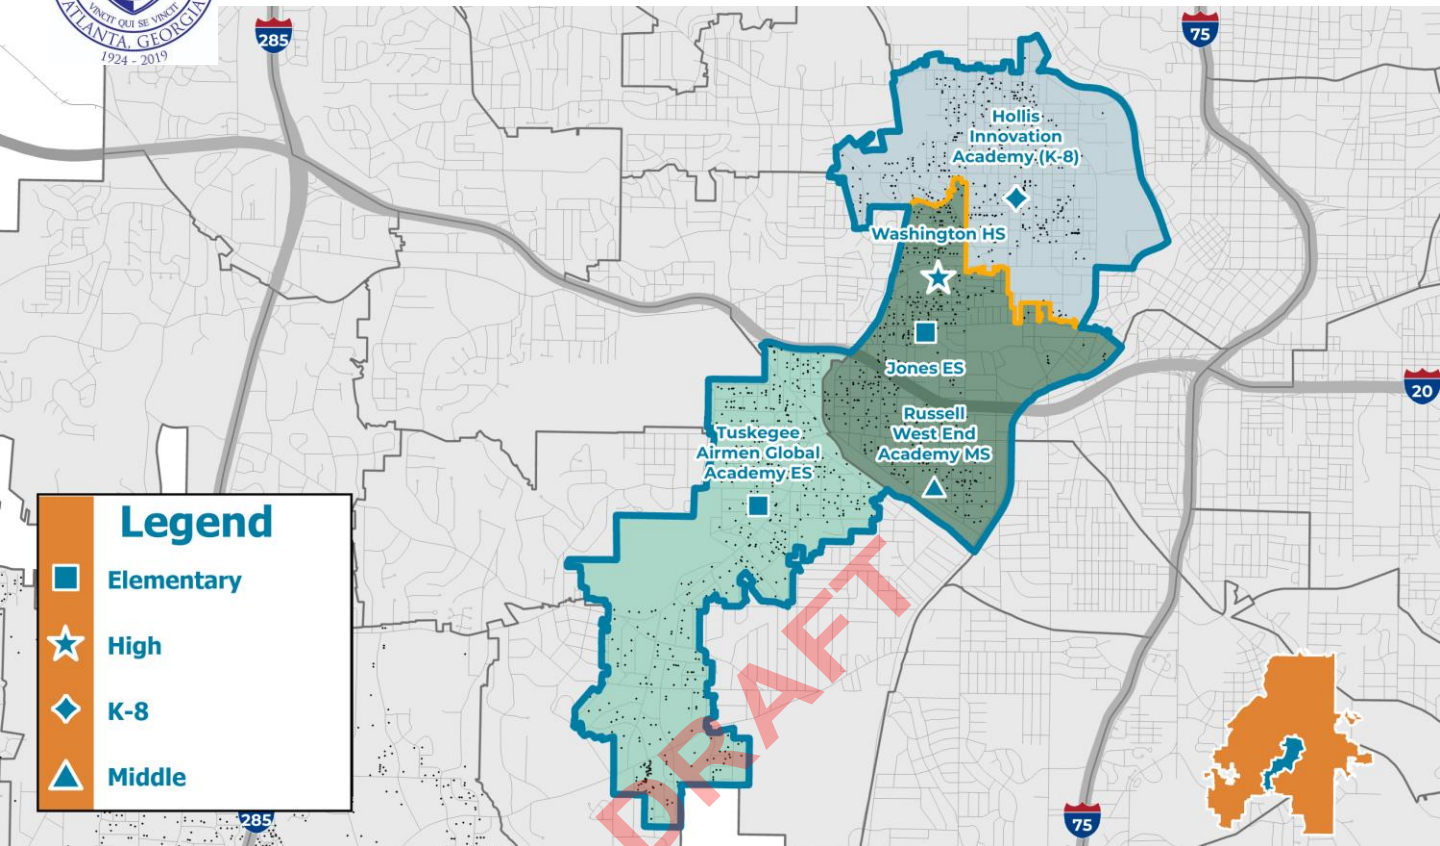 VINCIT QUI SE VINCIT
ATLANTA, GEORGIA
1924 - 2019
285
75
Hollis
Innovation
Academy (K-8)
Washington HS
Jones ES
20
Russell
West End
Academy MS
Tuskegee
Airmen Global
Academy ES
Legend
Elementary
High
K-8
Middle
DRAFT
285
75